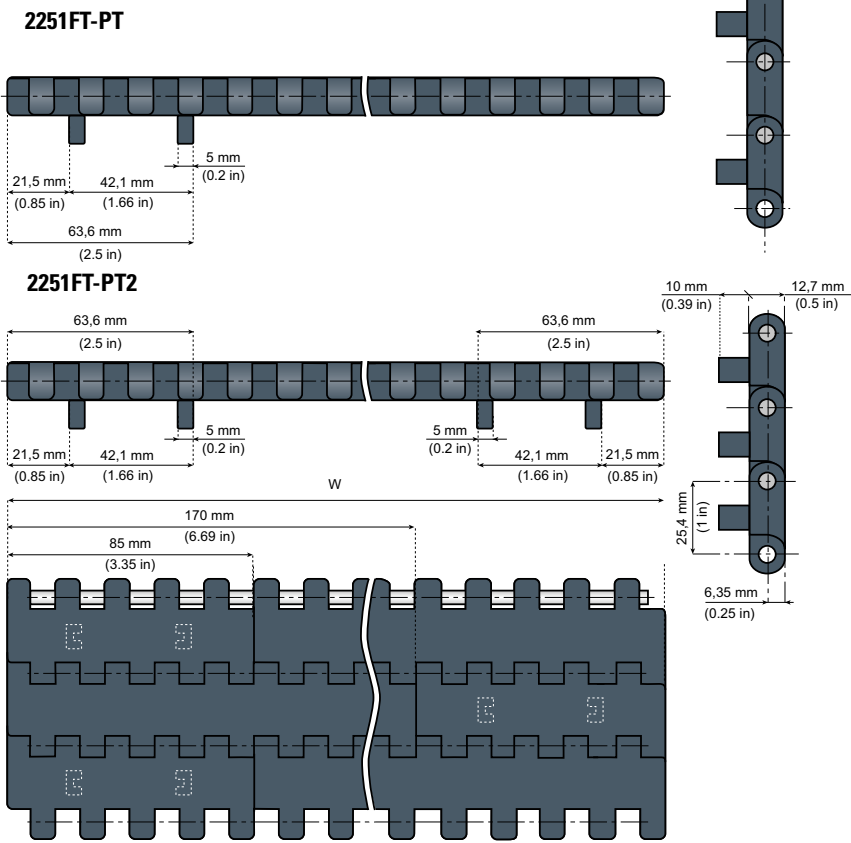 2251FT-PT
5 mm
(0.2 in)
21,5 mm
(0.85 in)
42,1 mm
(1.66 in)
63,6 mm
(2.5 in)
2251FT-PT2
63,6 mm
(2.5 in)
63,6 mm
(2.5 in)
10 mm
(0.39 in)
12,7 mm
(0.5 in)
5 mm
(0.2 in)
5 mm
(0.2 in)
21,5 mm
(0.85 in)
42,1 mm
(1.66 in)
42,1 mm
(1.66 in)
21,5 mm
(0.85 in)
W
170 mm
(6.69 in)
85 mm
(3.35 in)
25,4 mm
(1 in)
6,35 mm
(0.25 in)